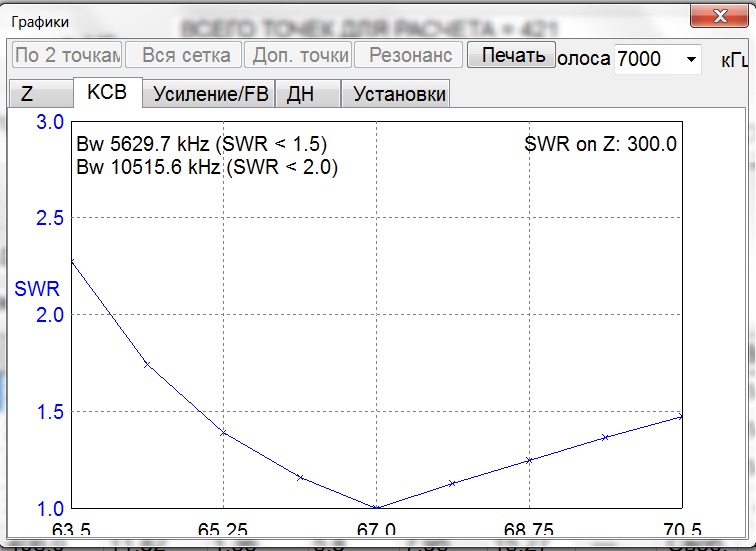 ВСЕГО ТОЧЕК ДЛЯ РАСЧЕТА = 421
Графики
По 2 точкам Вся сетка Доп. точки Резонанс Печать олоса 7000 кГц
Z КСВ Усиление/FB ДН Установки
3.0
Bw 5629.7 kHz (SWR < 1.5) SWR on Z: 300.0
Bw 10515.6 kHz (SWR < 2.0)
2.5
SWR
2.0
1.5
1.0
63.5 65.25 67.0 68.75 70.5